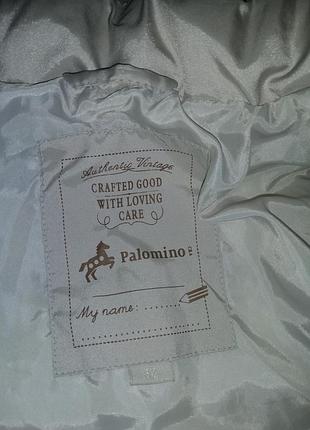 Authentic Vintage
CRAFTED GOOD
WITH LOVING
CARE
Palomino
My name: .......